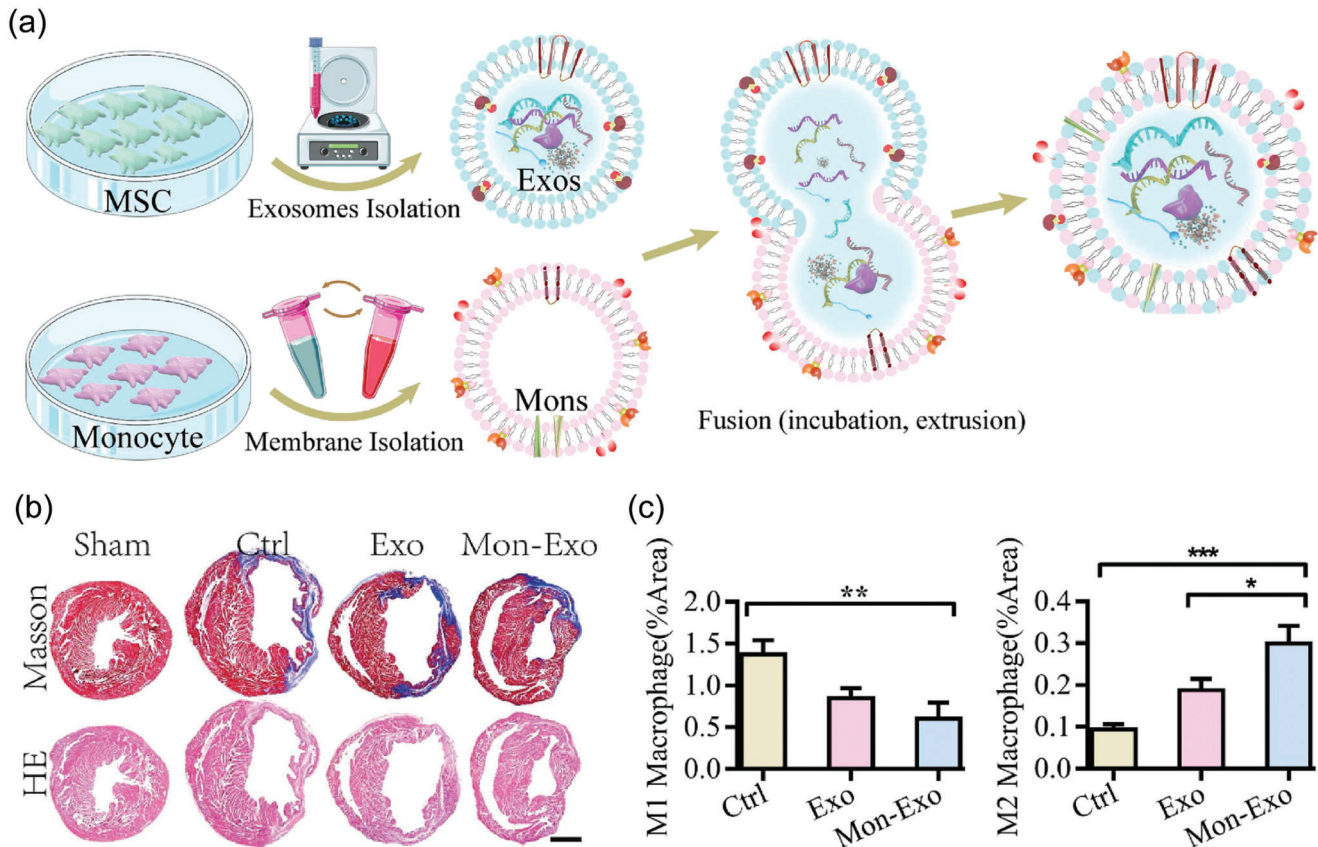 (a)
MSC
Exosomes Isolation
Exos
Monocyte
Membrane Isolation
Mons
Fusion (incubation, extrusion)
(b)
Sham Ctrl Exo Mon-Exo
Masson
HE
(c)
M1 Macrophage(%Area)
2.0
1.5
1.0
0.5
0.0
**
Ctrl Exo Mon-Exo
M2 Macrophage(%Area)
0.4
0.3
0.2
0.1
0.0
***
*
Ctrl Exo Mon-Exo